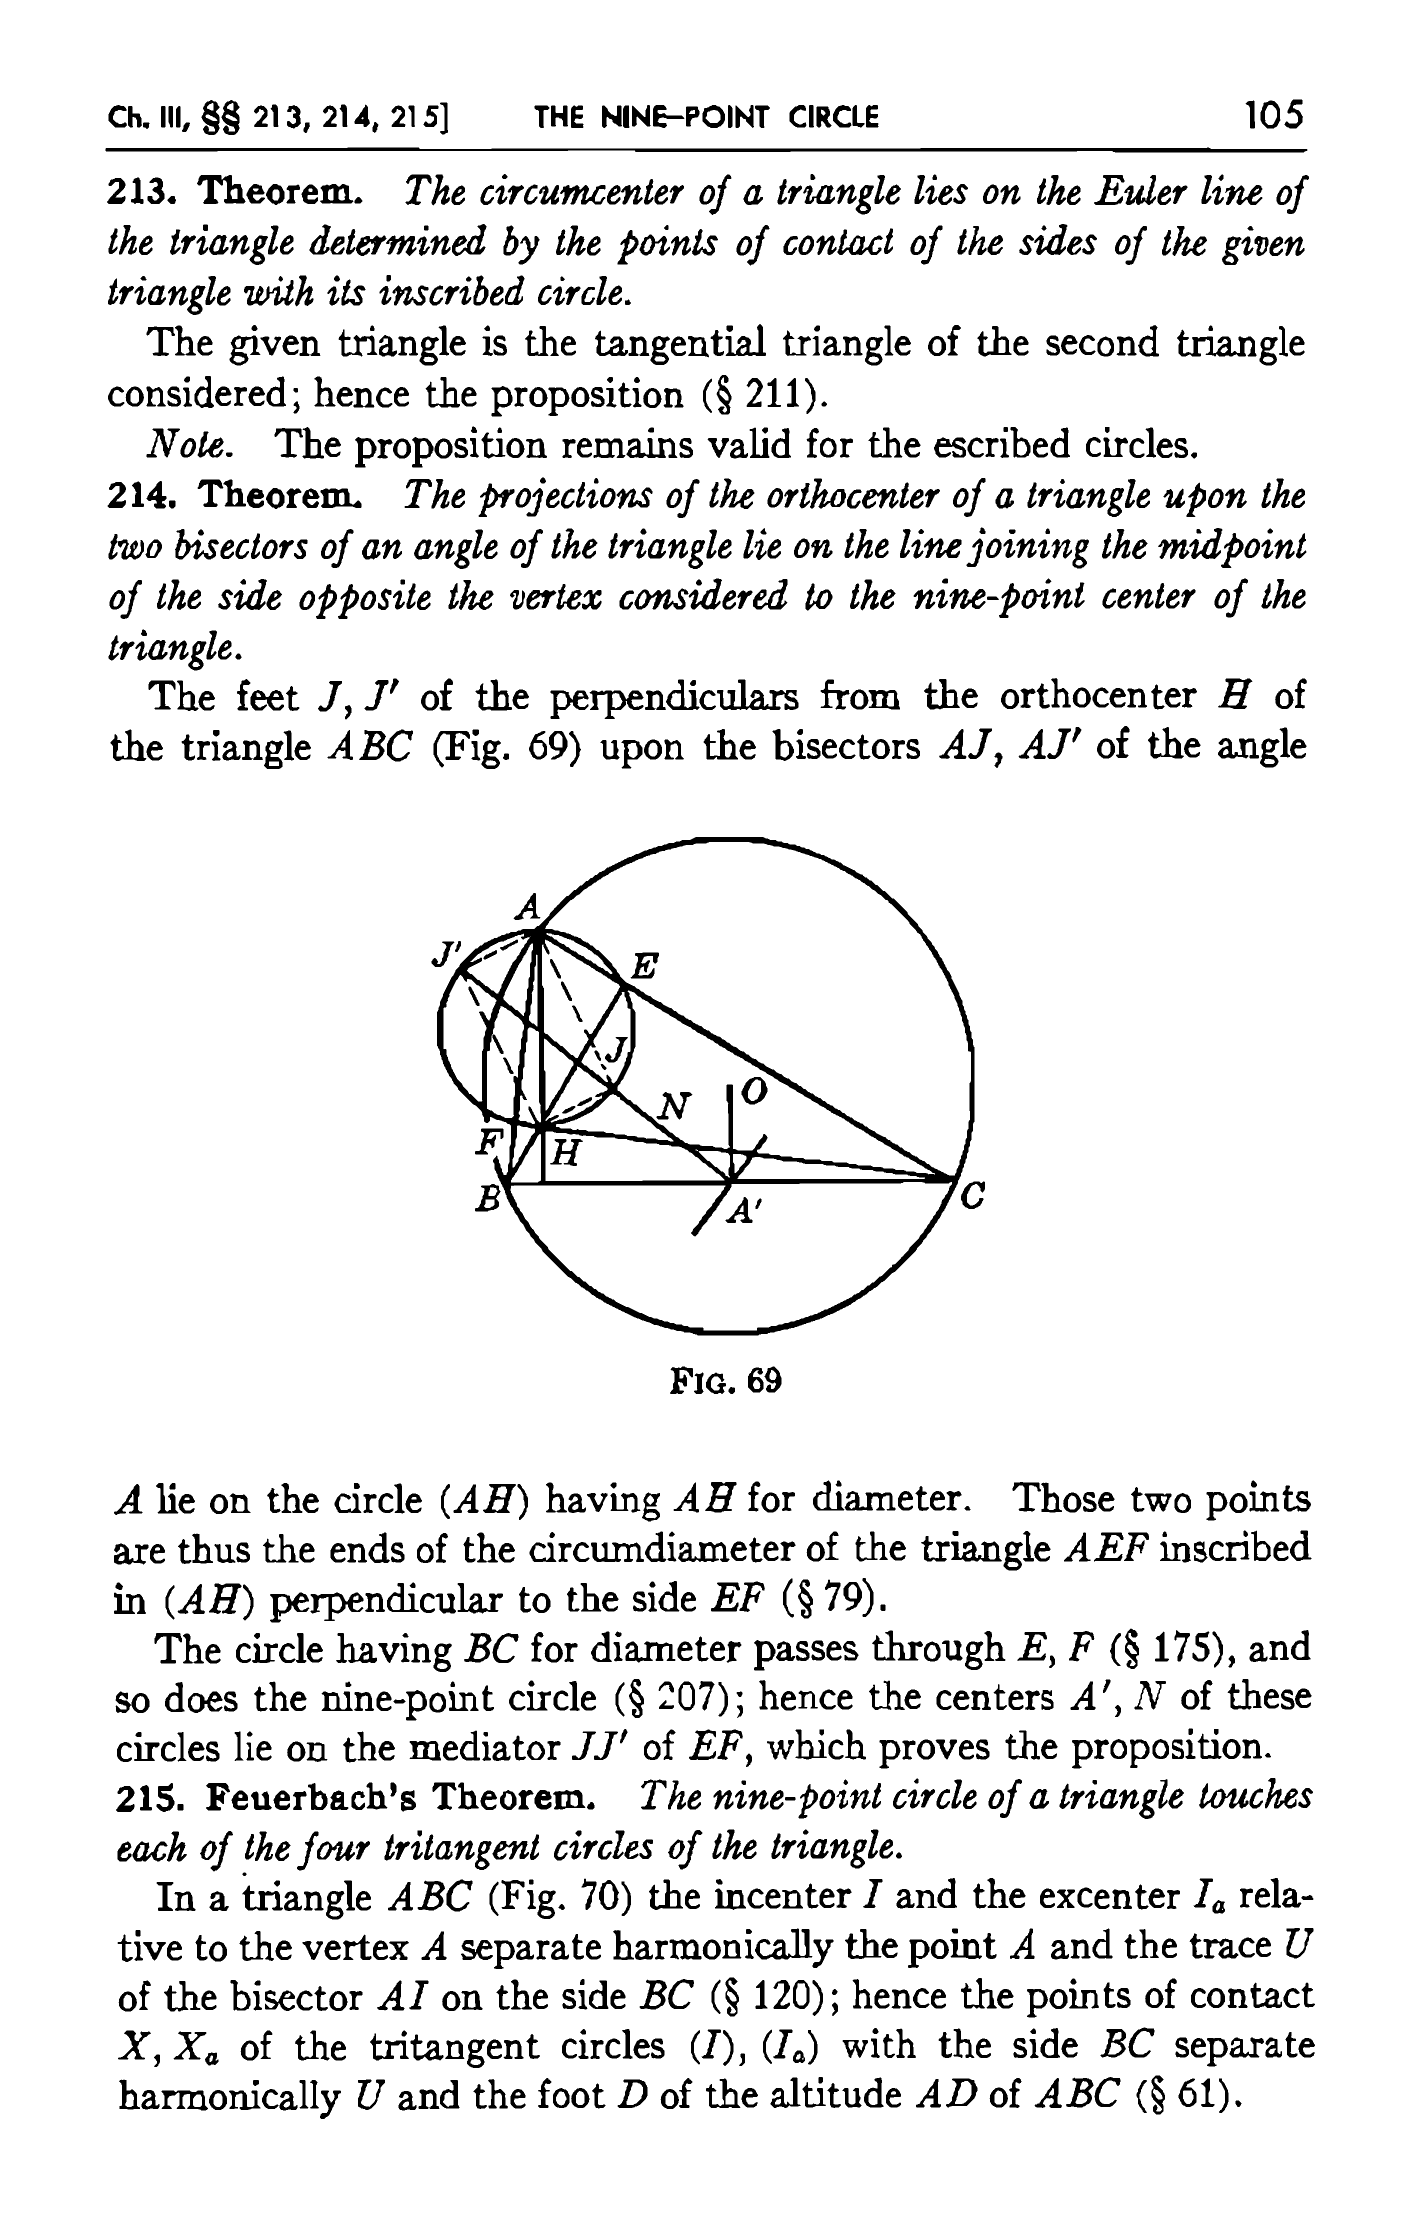 Ch. III, §§ 213, 214, 215] THE NINE-POINT CIRCLE 105
213. Theorem. The circumcenter of a triangle lies on the Euler line of
the triangle determined by the points of contact of the sides of the given
triangle with its inscribed circle.
The given triangle is the tangential triangle of the second triangle
considered; hence the proposition (§ 211).
Note. The proposition remains valid for the escribed circles.
214. Theorem. The projections of the orthocenter of a triangle upon the
two bisectors of an angle of the triangle lie on the line joining the midpoint
of the side opposite the vertex considered to the nine-point center of the
triangle.
The feet J, J' of the perpendiculars from the orthocenter H of
the triangle ABC (Fig. 69) upon the bisectors AJ, AJ' of the angle
A
J'
E
J
N
O
F
H
B
A'
C
FIG. 69
A lie on the circle (AH) having AH for diameter. Those two points
are thus the ends of the circumdiameter of the triangle AEF inscribed
in (AH) perpendicular to the side EF (§ 79).
The circle having BC for diameter passes through E, F (§ 175), and
so does the nine-point circle (§ 207); hence the centers A', N of these
circles lie on the mediator JJ' of EF, which proves the proposition.
215. Feuerbach's Theorem. The nine-point circle of a triangle touches
each of the four tritangent circles of the triangle.
In a triangle ABC (Fig. 70) the incenter I and the excenter Iₐ rela-
tive to the vertex A separate harmonically the point A and the trace U
of the bisector AI on the side BC (§ 120); hence the points of contact
X, Xₐ of the tritangent circles (I), (Iₐ) with the side BC separate
harmonically U and the foot D of the altitude AD of ABC (§ 61).